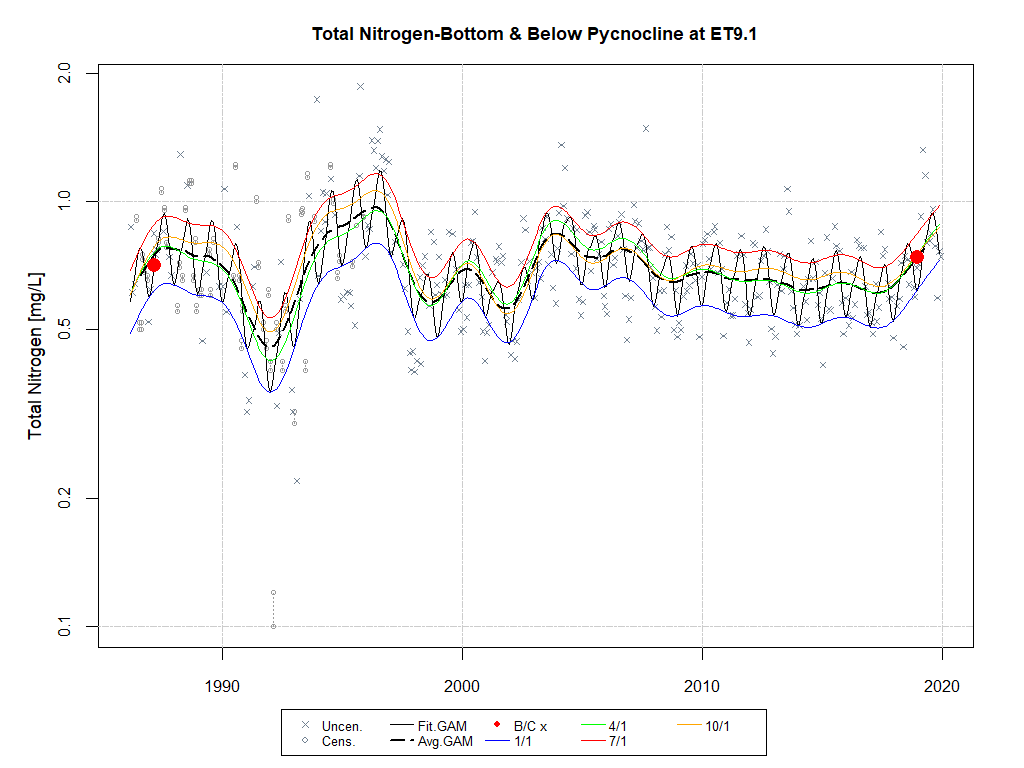 Total Nitrogen-Bottom & Below Pycnocline at ET9.1
Total Nitrogen [mg/L]
2.0
1.0
0.5
0.2
0.1
1990 2000 2010 2020
Uncen. Fit.GAM B/C x 4/1 10/1
Cens. Avg.GAM 1/1 7/1